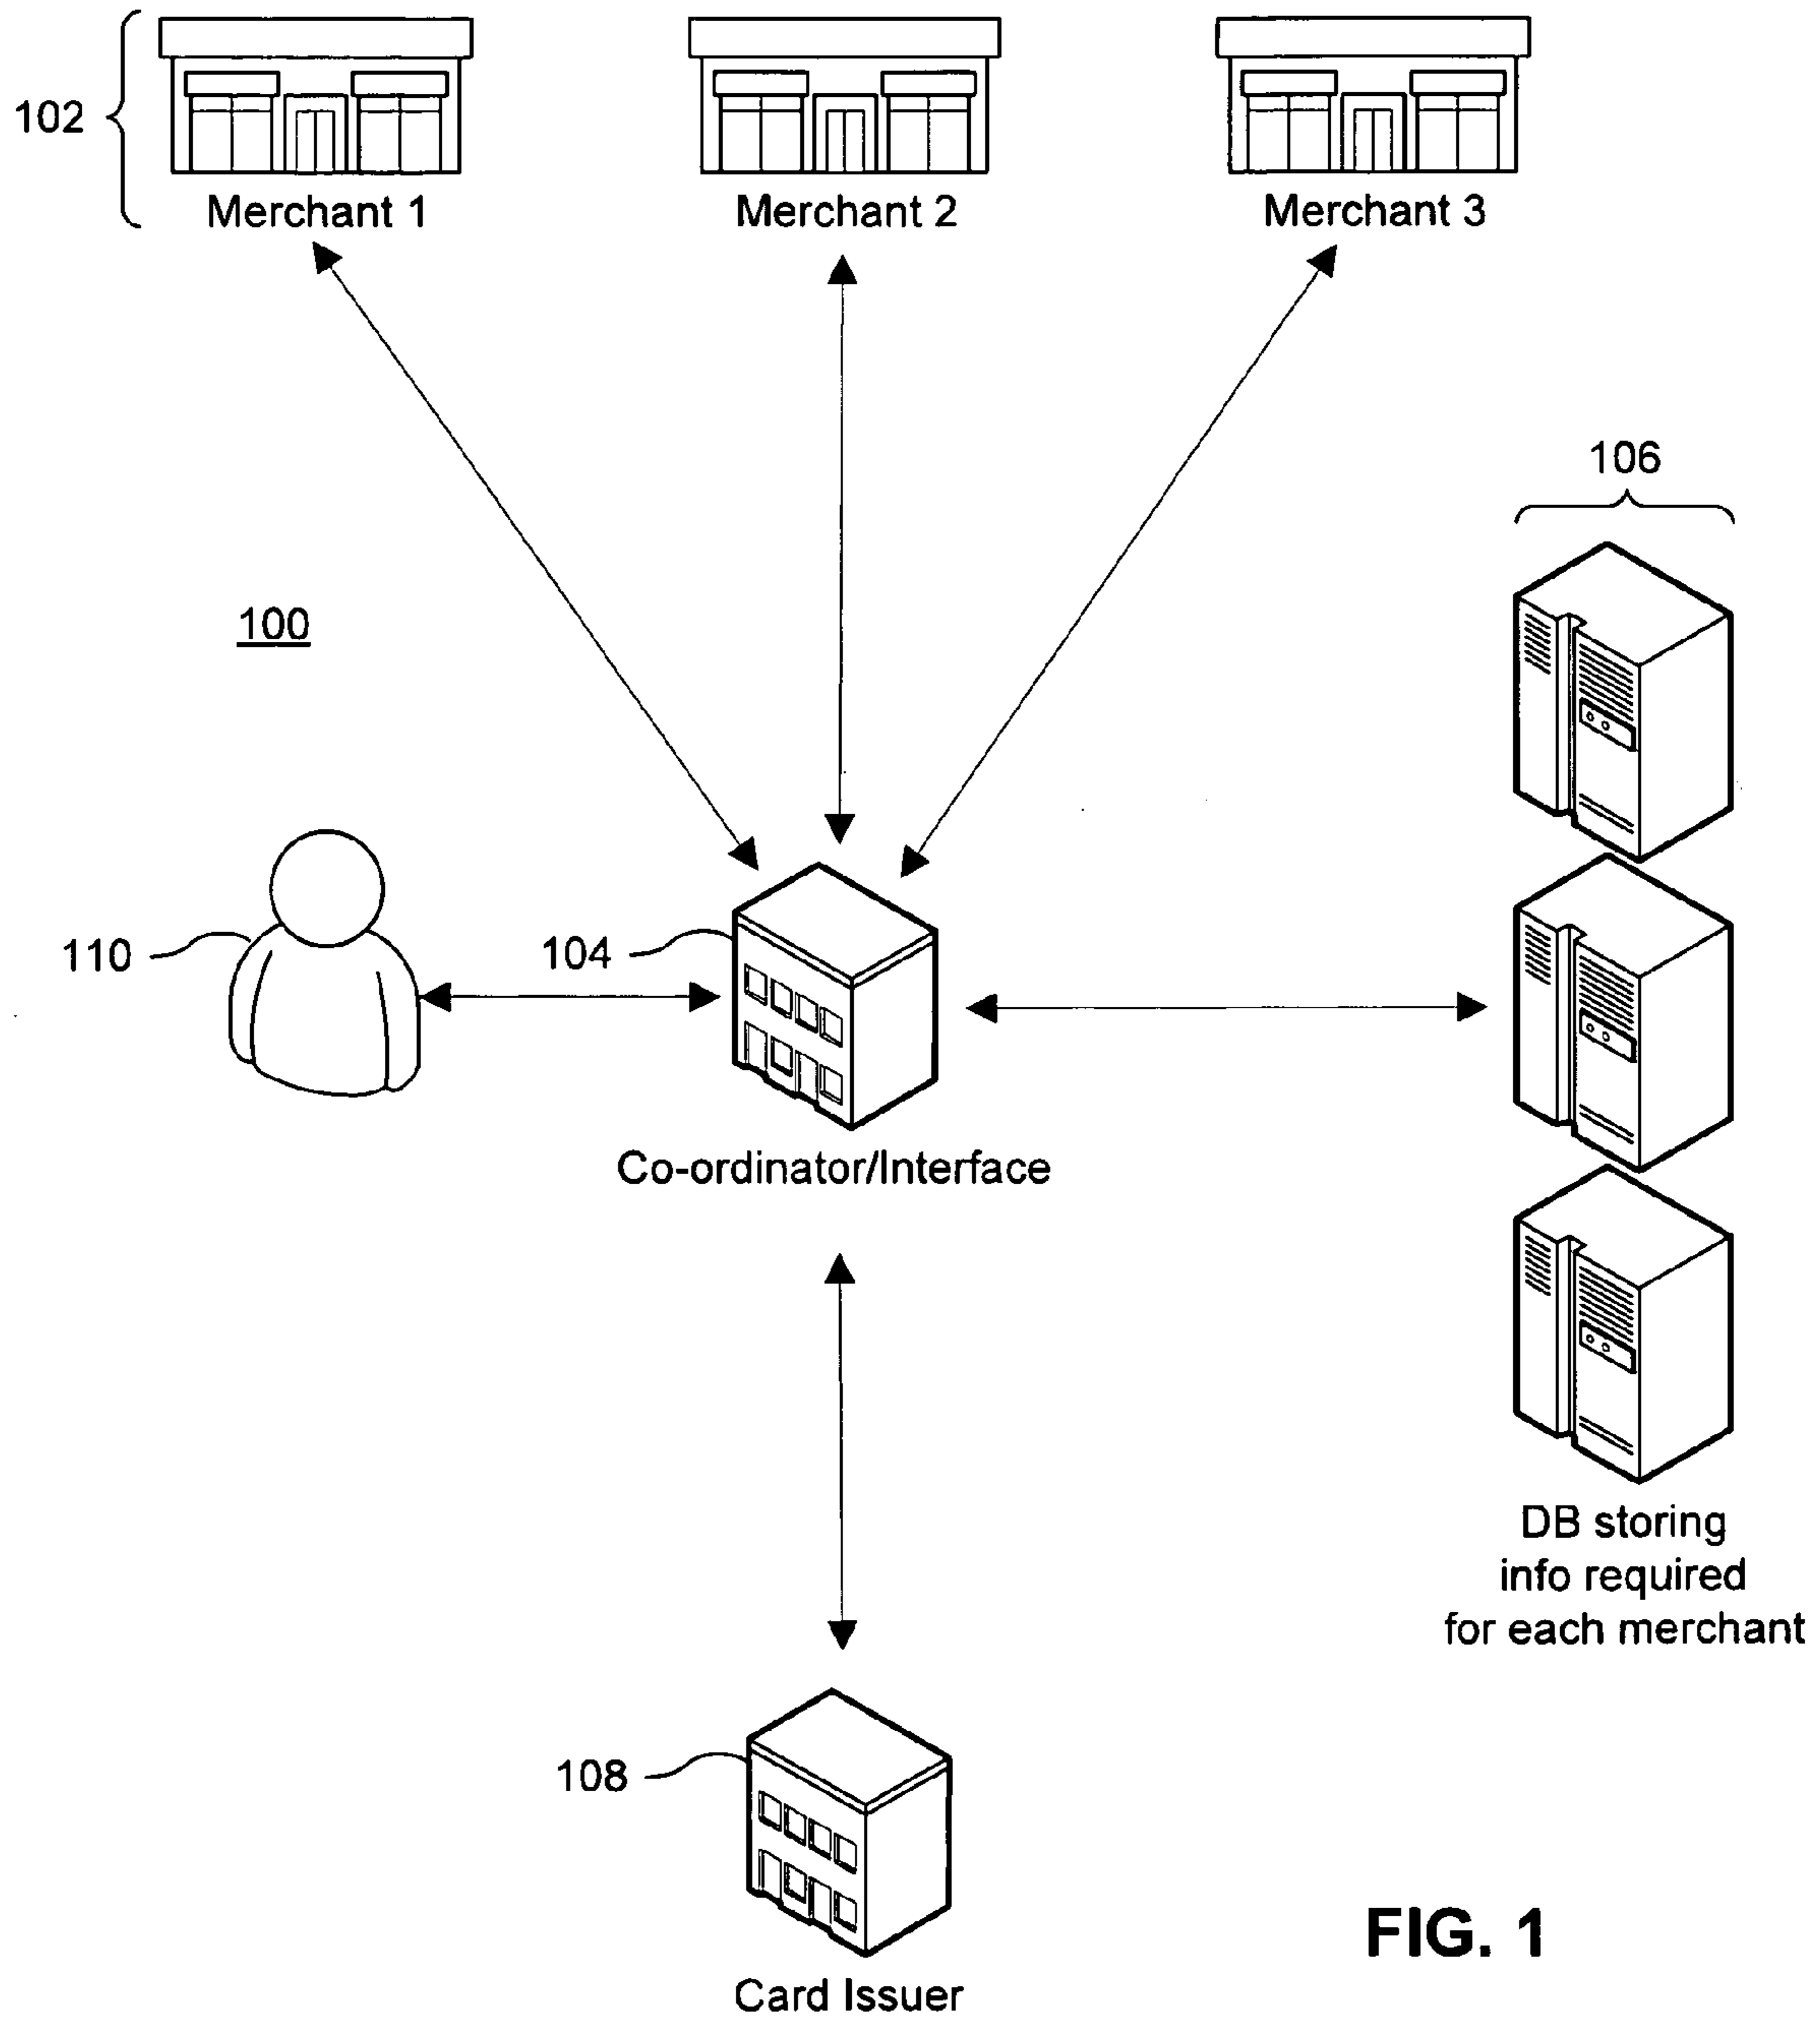 102
Merchant 1
Merchant 2
Merchant 3
106
100
110
104
Co-ordinator/Interface
DB storing
info required
for each merchant
108
Card Issuer
FIG. 1